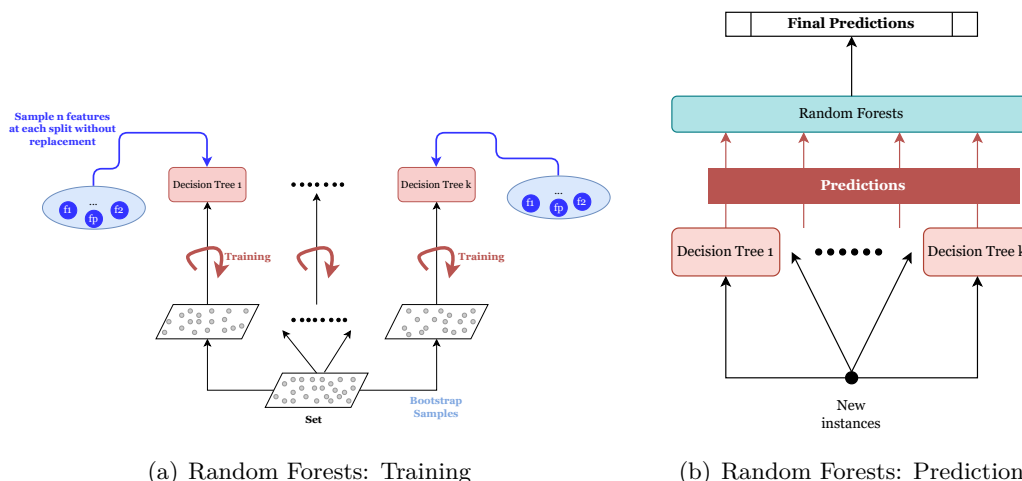 Sample n features
at each split without
replacement
Decision Tree 1
Decision Tree k
...
f1
f2
fp
...
f1
f2
fp
Training
Training
Set
Bootstrap
Samples
(a) Random Forests: Training
Final Predictions
Random Forests
Predictions
Decision Tree 1
Decision Tree k
New
instances
(b) Random Forests: Prediction